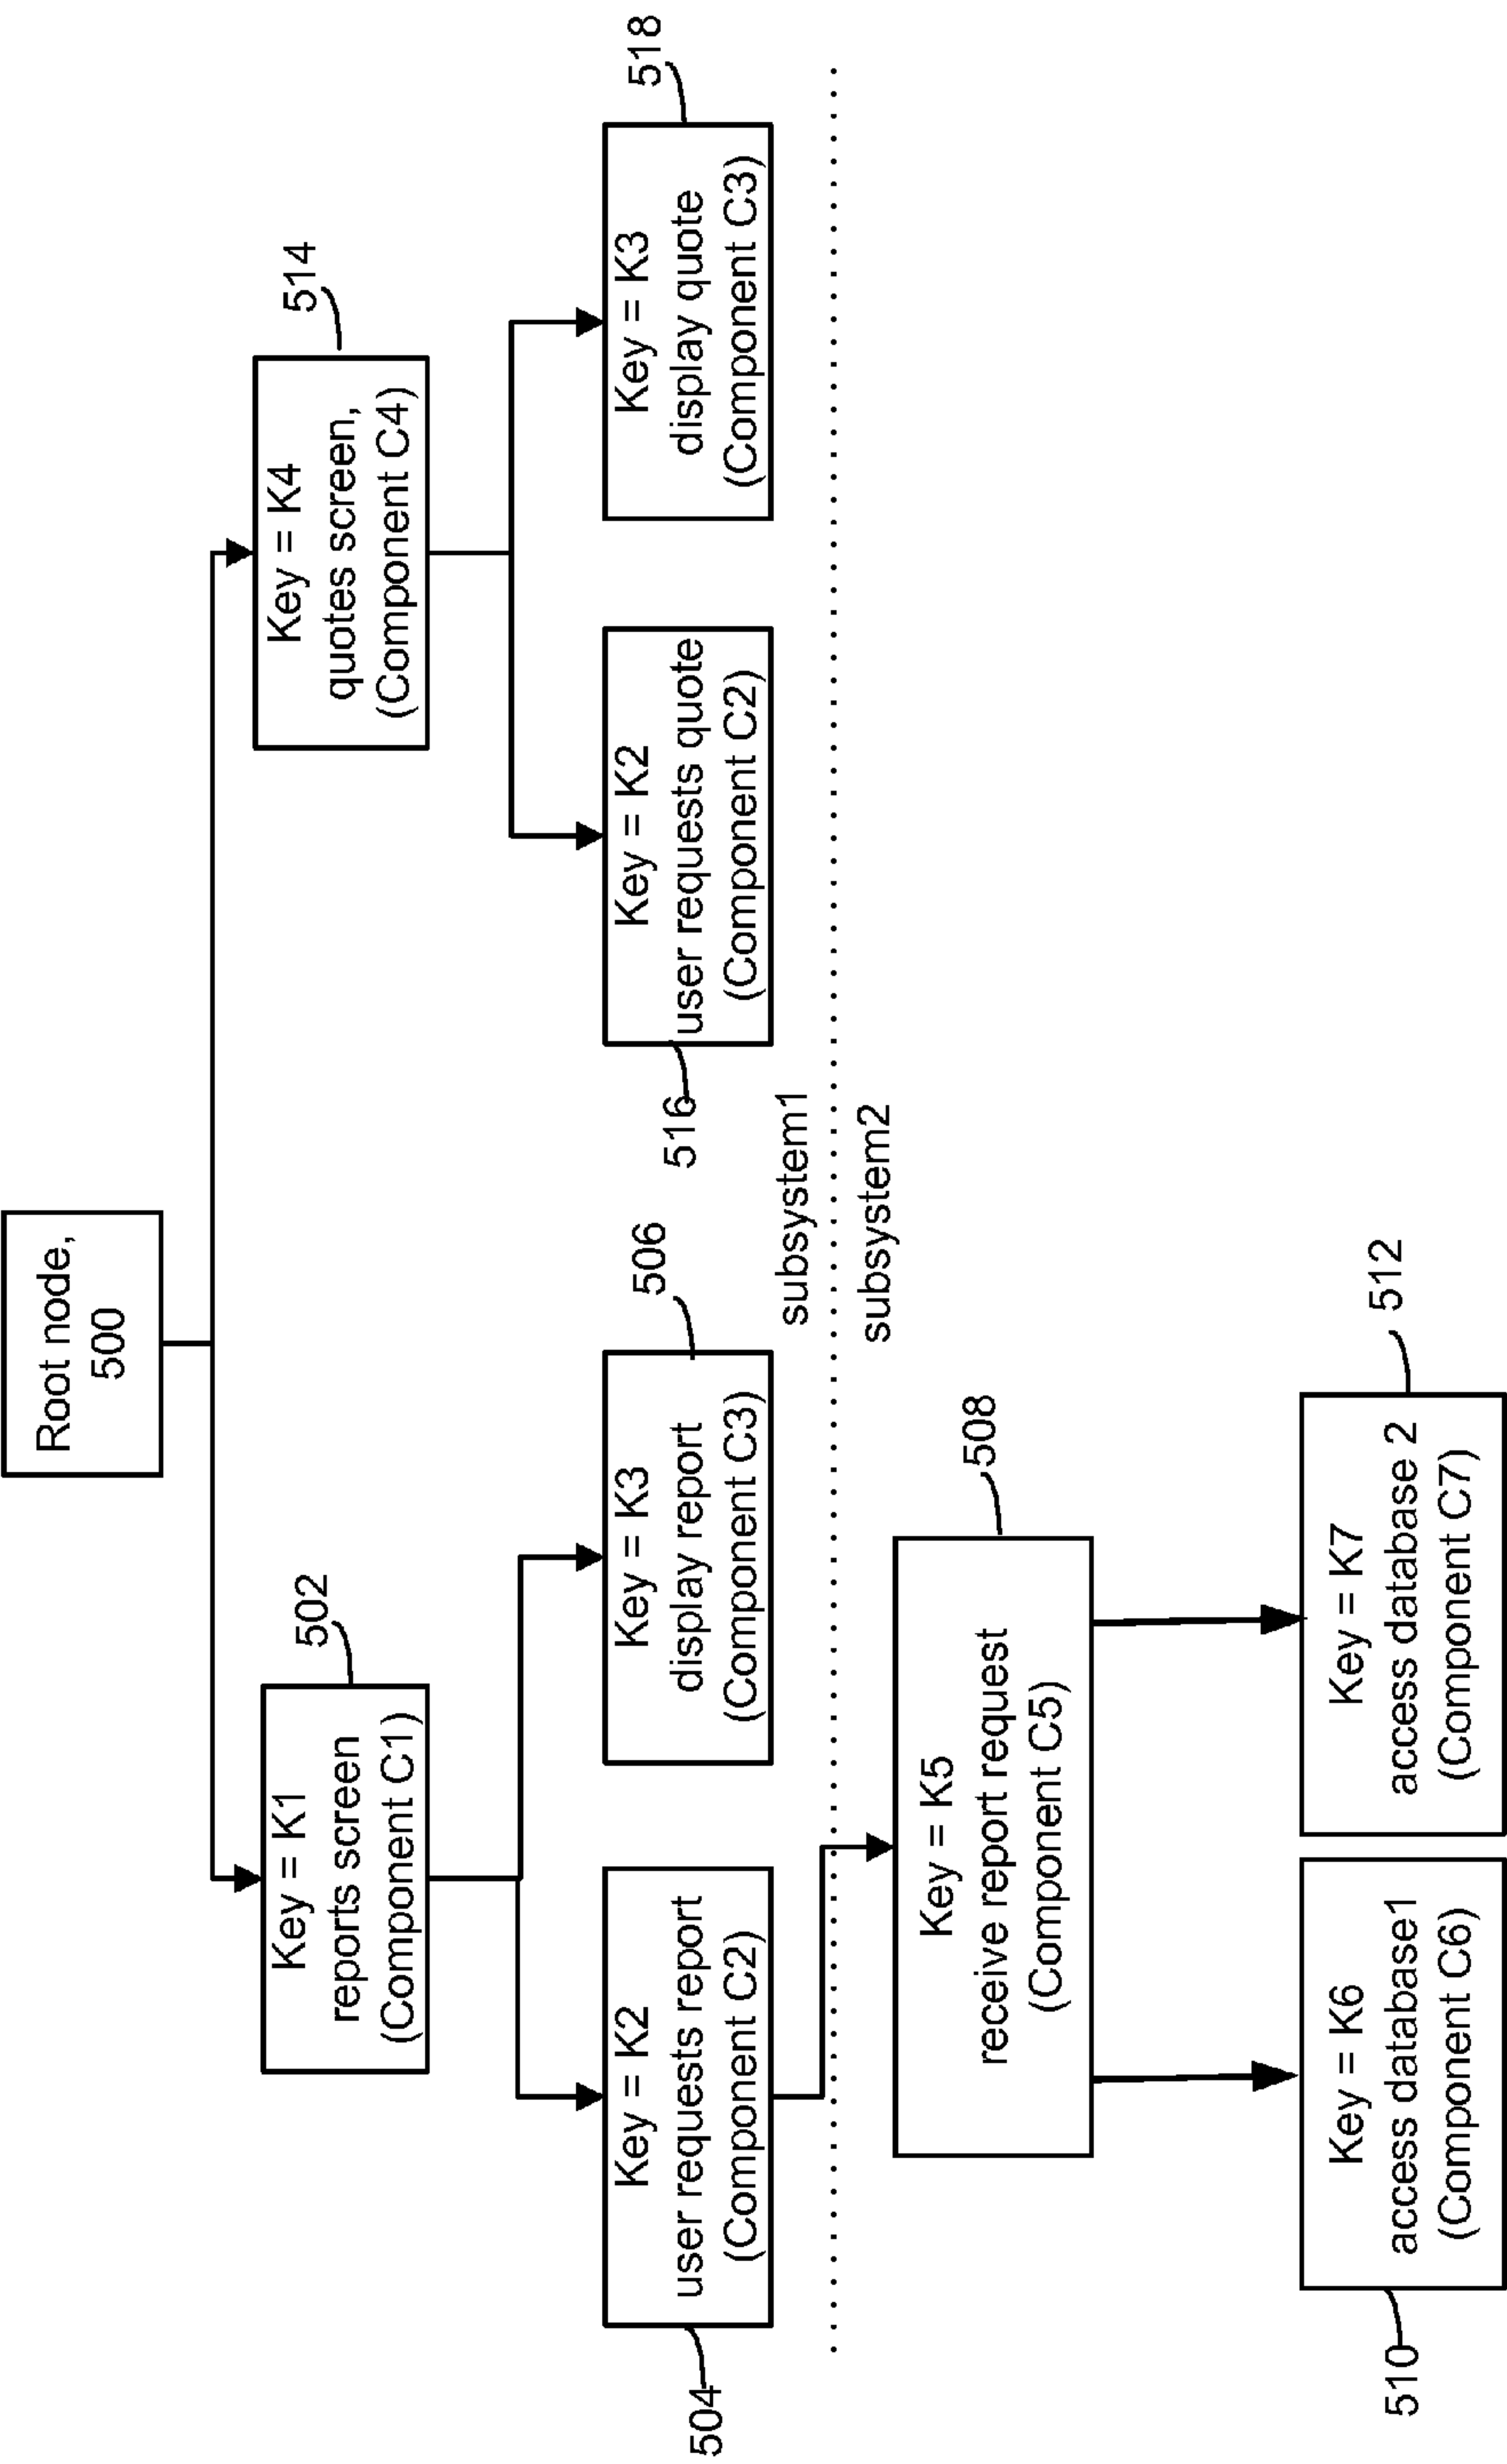 Root node,
500
502
Key = K1
reports screen
(Component C1)
514
Key = K4
quotes screen,
(Component C4)
504
Key = K2
user requests report
(Component C2)
506
Key = K3
display report
(Component C3)
516
Key = K2
user requests quote
(Component C2)
518
Key = K3
display quote
(Component C3)
subsystem1
subsystem2
508
Key = K5
receive report request
(Component C5)
510
Key = K6
access database1
(Component C6)
512
Key = K7
access database 2
(Component C7)